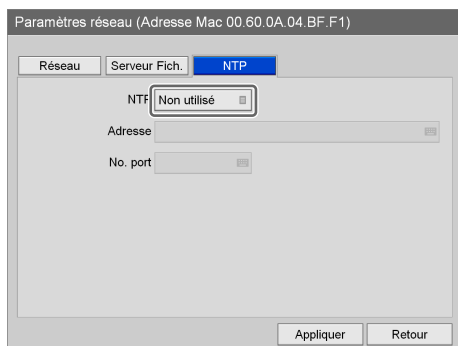 Paramètres réseau (Adresse Mac 00.60.0A.04.BF.F1)
Réseau Serveur Fich. NTP
NTP Non utilisé
Adresse
No. port
Appliquer Retour